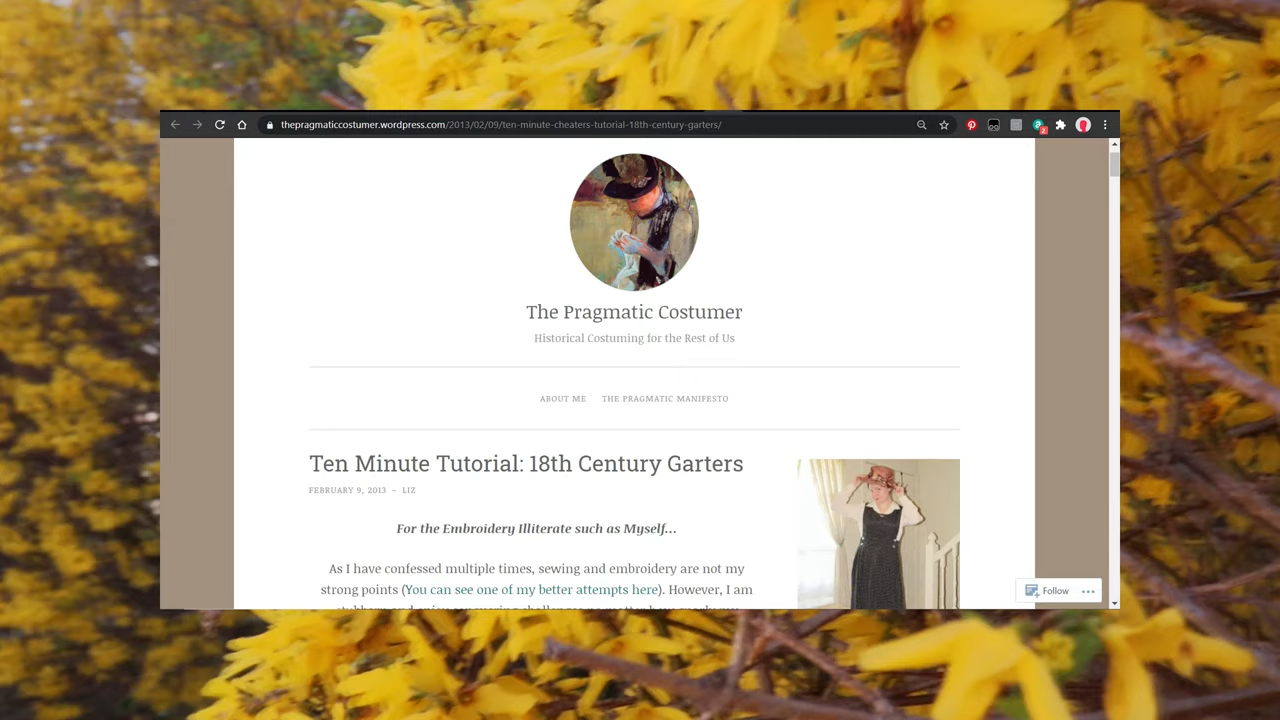 thepragmaticcostumer.wordpress.com/2013/02/09/ten-minute-cheaters-tutorial-18th-century-garters/
2
The Pragmatic Costumer
Historical Costuming for the Rest of Us
ABOUT ME THE PRAGMATIC MANIFESTO
Ten Minute Tutorial: 18th Century Garters
FEBRUARY 9, 2013 ~ LIZ
For the Embroidery Illiterate such as Myself...
As I have confessed multiple times, sewing and embroidery are not my
strong points (You can see one of my better attempts here). However, I am
Follow